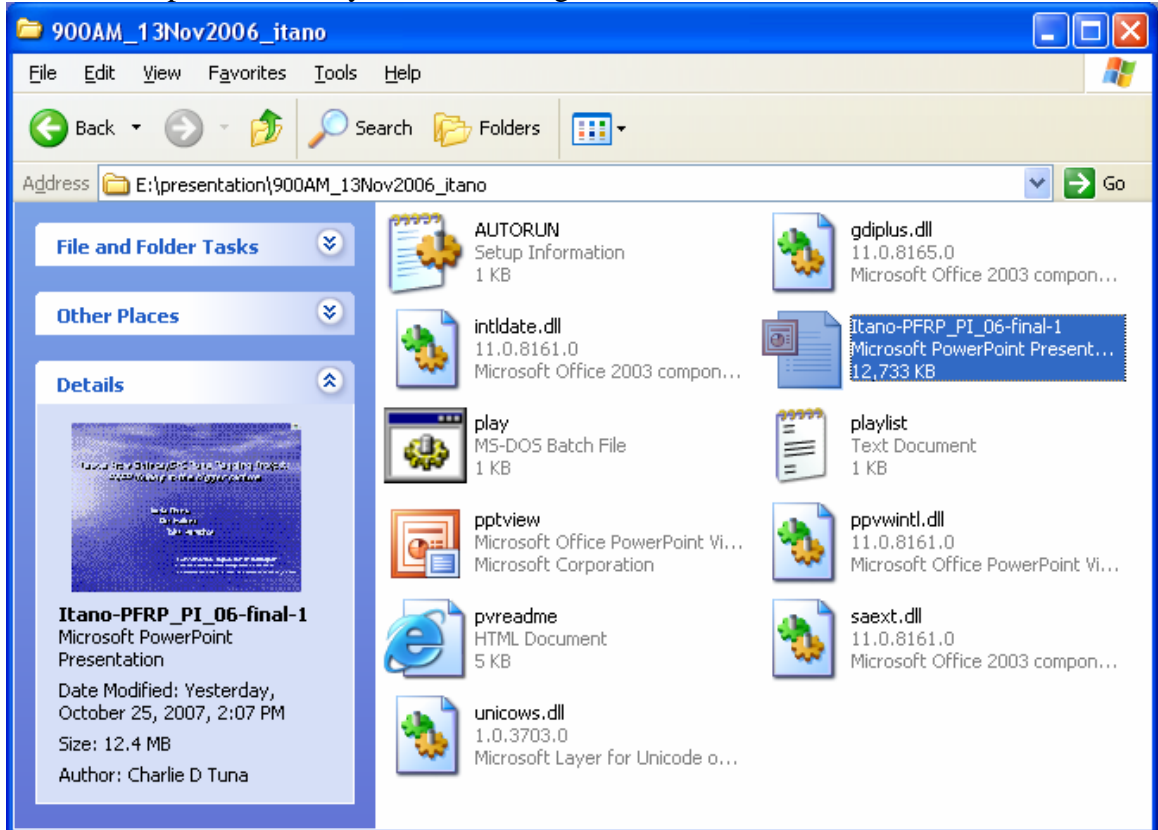 900AM_13Nov2006_itano
File Edit View Favorites Tools Help
Back Search Folders
Address E:\presentation\900AM_13Nov2006_itano Go
File and Folder Tasks
Other Places
Details
Itano-PFRP_PI_06-final-1
Microsoft PowerPoint
Presentation
Date Modified: Yesterday,
October 25, 2007, 2:07 PM
Size: 12.4 MB
Author: Charlie D Tuna
AUTORUN
Setup Information
1 KB
gdiplus.dll
11.0.8165.0
Microsoft Office 2003 compon...
intldate.dll
11.0.8161.0
Microsoft Office 2003 compon...
Itano-PFRP_PI_06-final-1
Microsoft PowerPoint Present...
12,733 KB
play
MS-DOS Batch File
1 KB
playlist
Text Document
1 KB
pptview
Microsoft Office PowerPoint Vi...
Microsoft Corporation
ppvwintl.dll
11.0.8161.0
Microsoft Office PowerPoint Vi...
pvreadme
HTML Document
5 KB
saext.dll
11.0.8161.0
Microsoft Office 2003 compon...
unicows.dll
1.0.3703.0
Microsoft Layer for Unicode o...